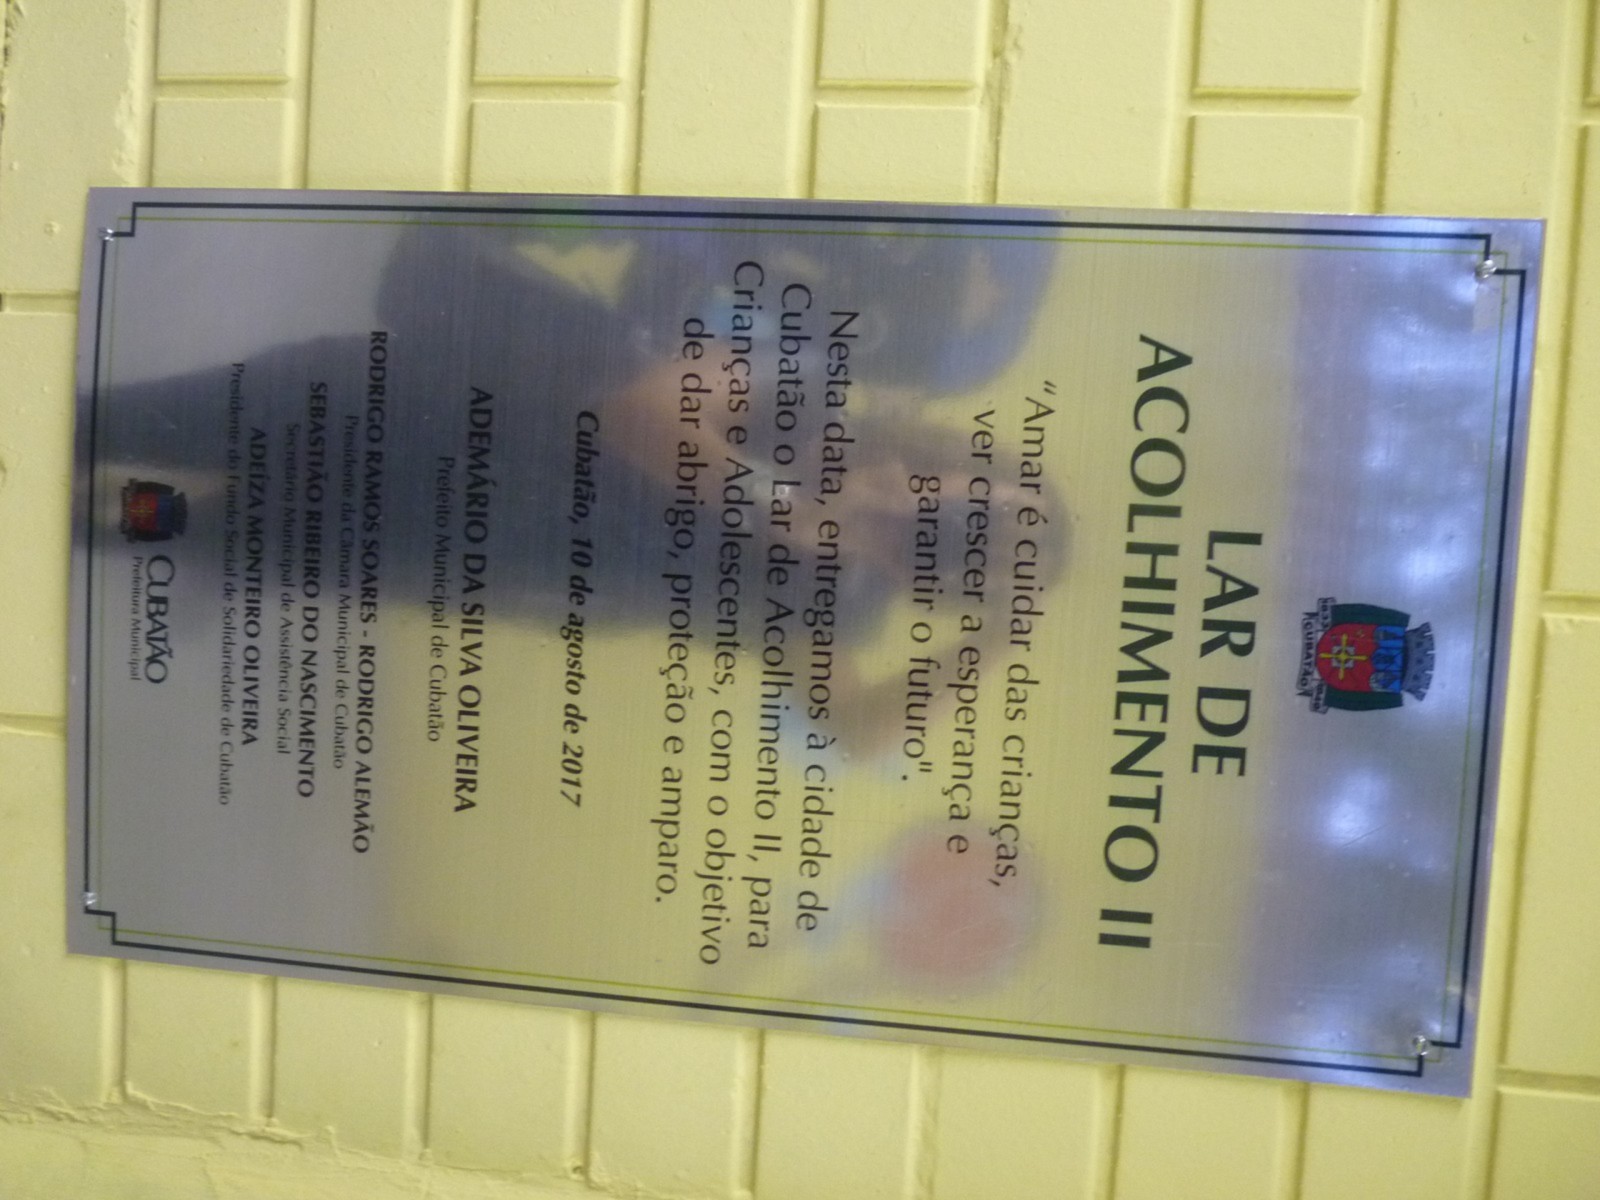 1833 CUBATÃO 1949
LAR DE
ACOLHIMENTO II
“Amar é cuidar das crianças,
ver crescer a esperança e
garantir o futuro".
Nesta data, entregamos à cidade de
Cubatão o Lar de Acolhimento II, para
Crianças e Adolescentes, com o objetivo
de dar abrigo, proteção e amparo.
Cubatão, 10 de agosto de 2017
ADEMÁRIO DA SILVA OLIVEIRA
Prefeito Municipal de Cubatão
RODRIGO RAMOS SOARES - RODRIGO ALEMÃO
Presidente da Câmara Municipal de Cubatão
SEBASTIÃO RIBEIRO DO NASCIMENTO
Secretário Municipal de Assistência Social
ADEÍZA MONTEIRO OLIVEIRA
Presidente do Fundo Social de Solidariedade de Cubatão
CUBATÃO
Prefeitura Municipal